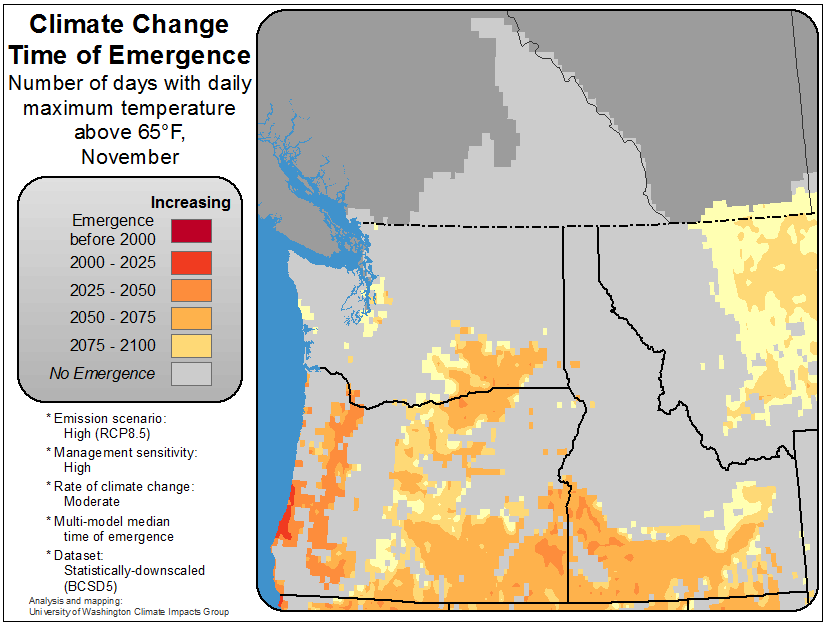 Climate Change
Time of Emergence
Number of days with daily
maximum temperature
above 65°F,
November
Increasing
Emergence
before 2000
2000 - 2025
2025 - 2050
2050 - 2075
2075 - 2100
No Emergence
* Emission scenario:
High (RCP8.5)
* Management sensitivity:
High
* Rate of climate change:
Moderate
* Multi-model median
time of emergence
* Dataset:
Statistically-downscaled
(BCSD5)
Analysis and mapping:
University of Washington Climate Impacts Group